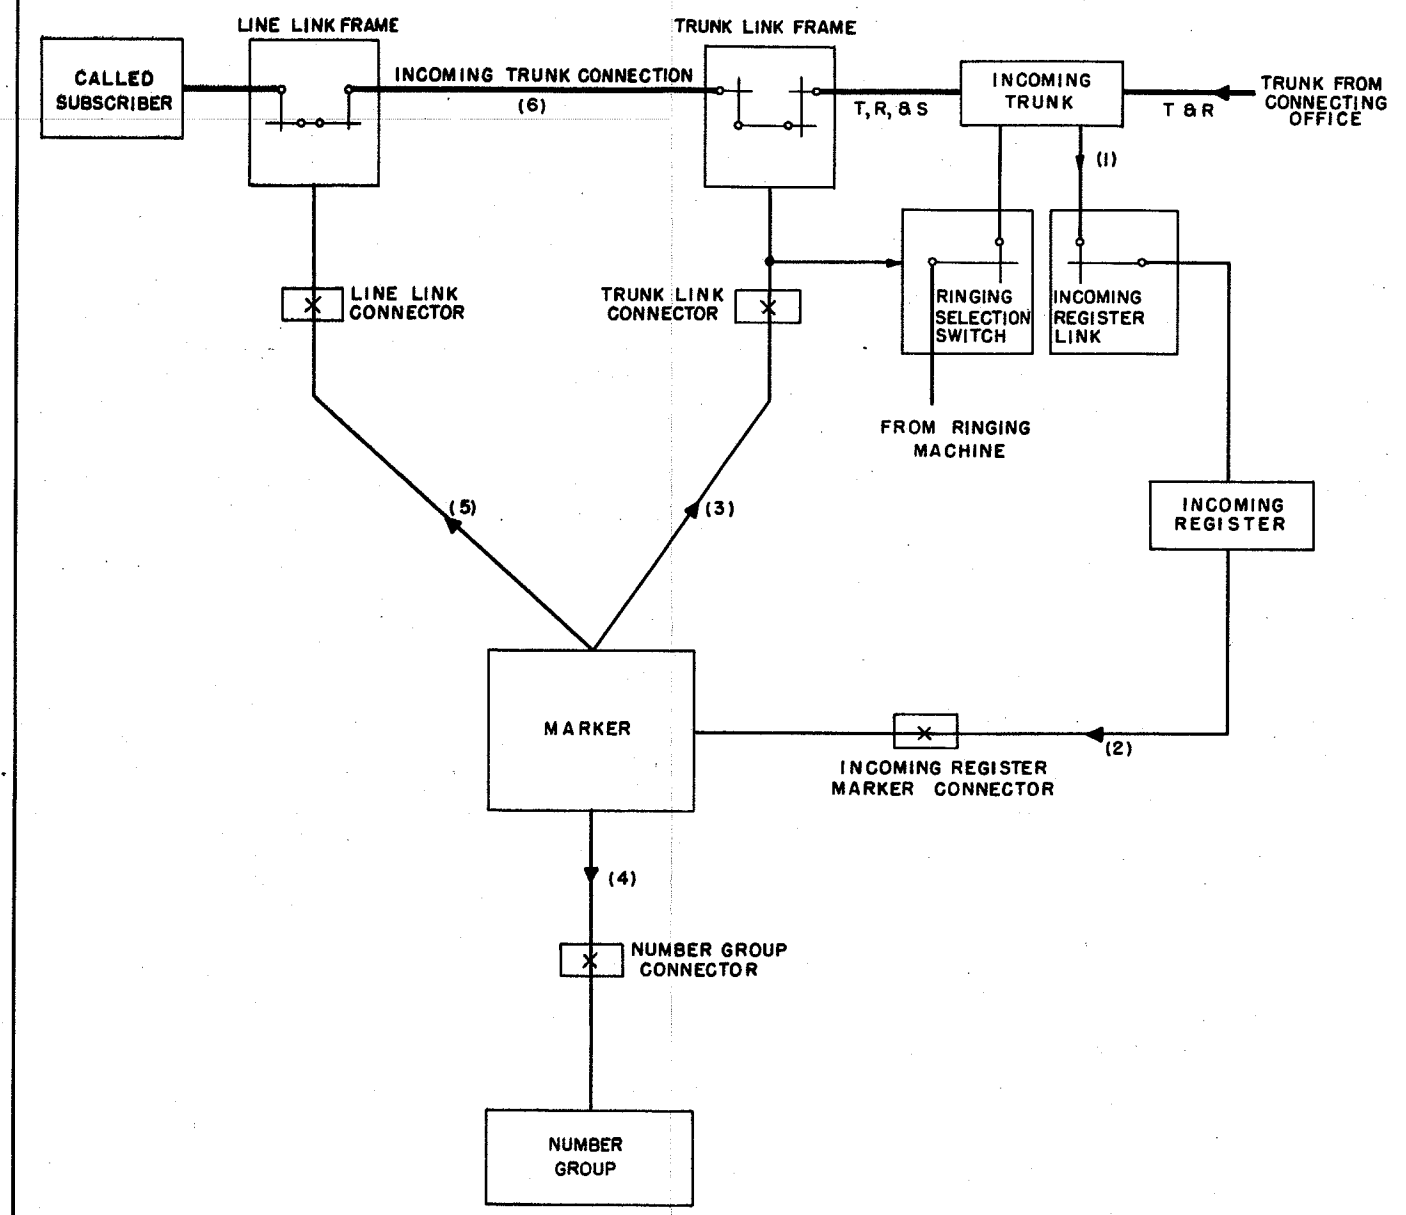 LINE LINK FRAME
TRUNK LINK FRAME
CALLED
SUBSCRIBER
INCOMING TRUNK CONNECTION
(6)
T, R, & S
INCOMING
TRUNK
T & R
TRUNK FROM
CONNECTING
OFFICE
(1)
LINE LINK
CONNECTOR
TRUNK LINK
CONNECTOR
RINGING
SELECTION
SWITCH
INCOMING
REGISTER
LINK
FROM RINGING
MACHINE
(5)
(3)
INCOMING
REGISTER
MARKER
(2)
INCOMING REGISTER
MARKER CONNECTOR
(4)
NUMBER GROUP
CONNECTOR
NUMBER
GROUP